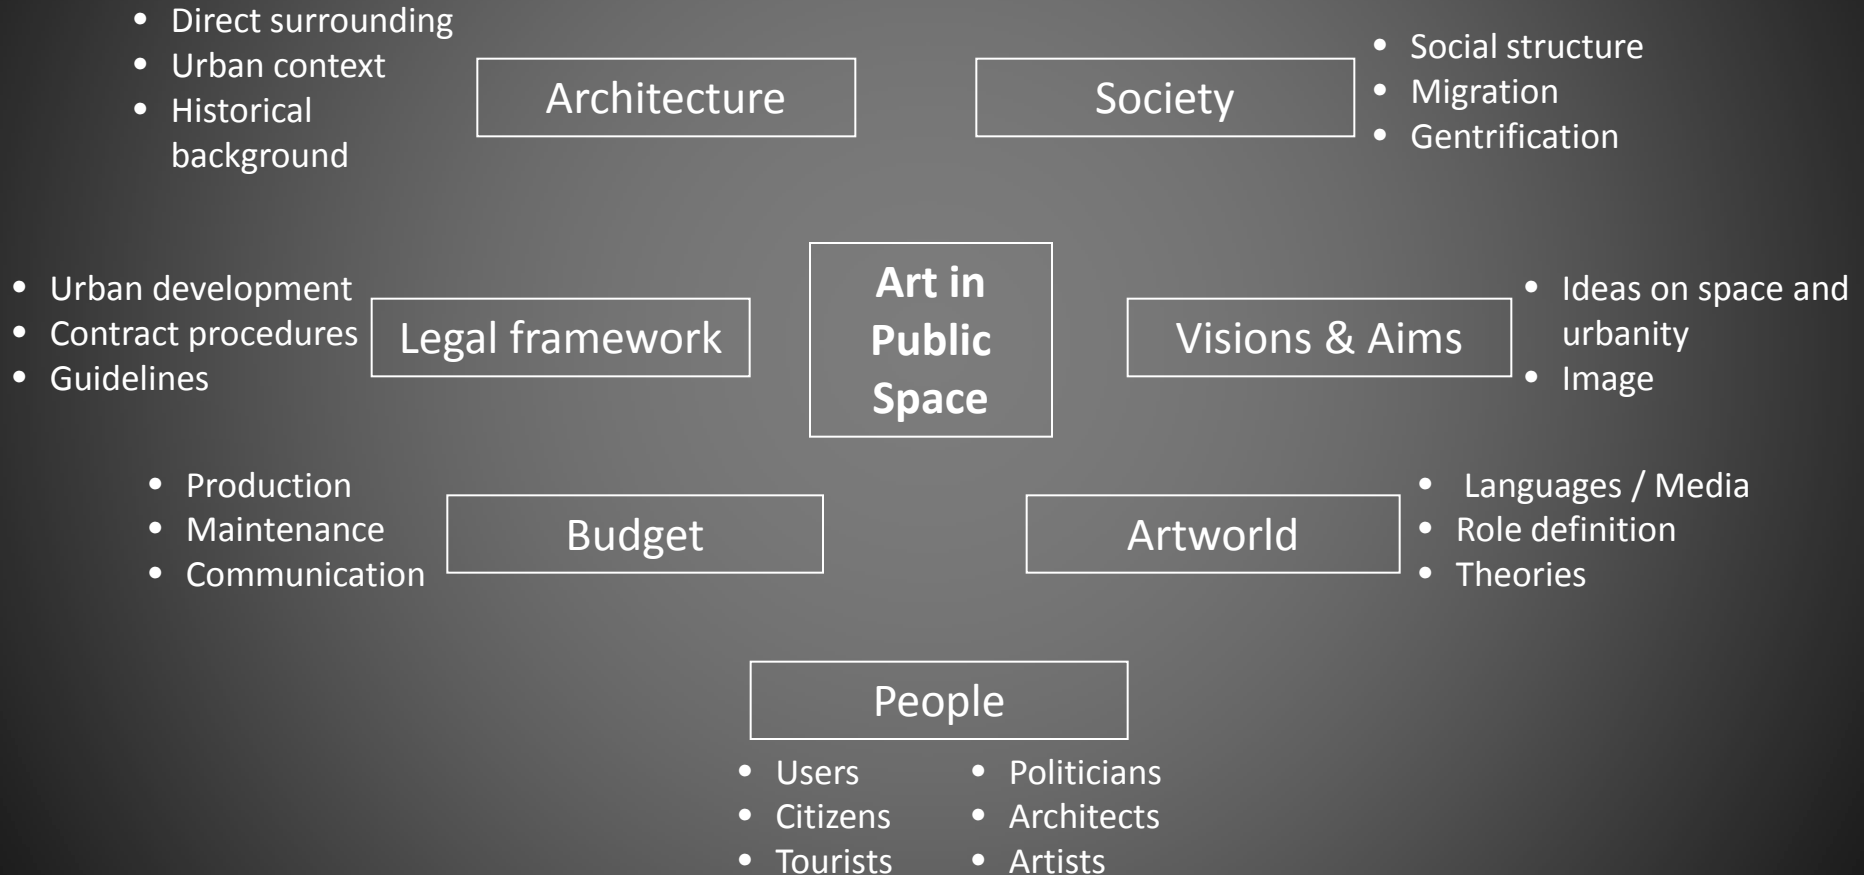 • Direct surrounding
• Urban context
• Historical
background
Architecture
Society
• Social structure
• Migration
• Gentrification
• Urban development
• Contract procedures
• Guidelines
Legal framework
Art in
Public
Space
Visions & Aims
• Ideas on space and
urbanity
• Image
• Production
• Maintenance
• Communication
Budget
Artworld
• Languages / Media
• Role definition
• Theories
People
• Users
• Citizens
• Tourists
• Politicians
• Architects
• Artists